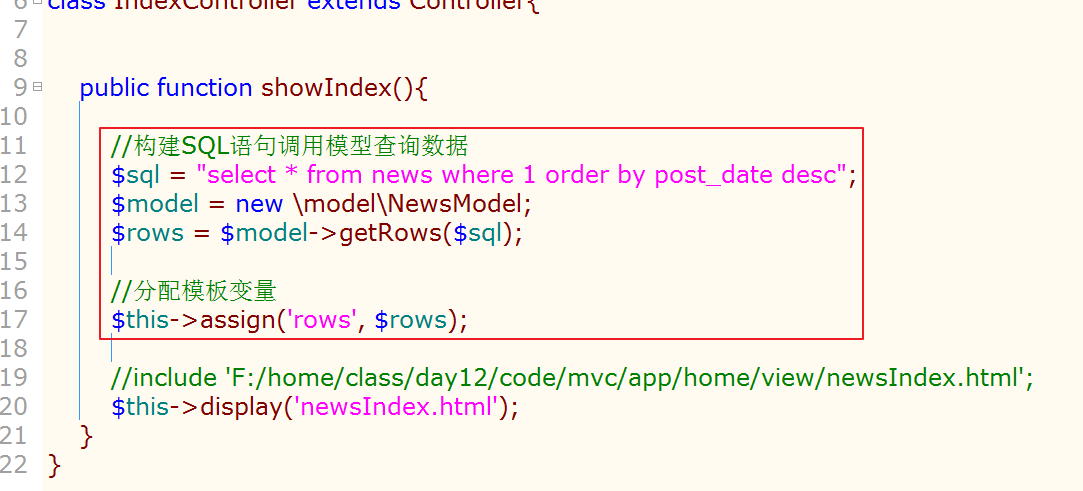 6 class IndexController extends Controller{
7
8
9 public function showIndex(){
10
11 //构建SQL语句调用模型查询数据
12 $sql = "select * from news where 1 order by post_date desc";
13 $model = new \model\NewsModel;
14 $rows = $model->getRows($sql);
15
16 //分配模板变量
17 $this->assign('rows', $rows);
18
19 //include 'F:/home/class/day12/code/mvc/app/home/view/newsIndex.html';
20 $this->display('newsIndex.html');
21 }
22 }